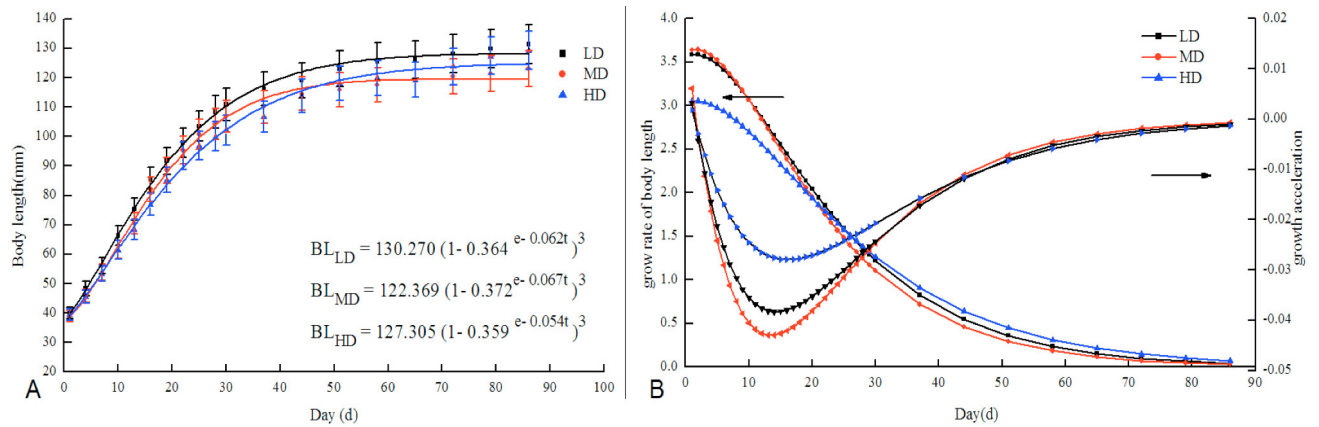 140
130
120
110
100
90
80
70
60
50
40
30
20
Body length(mm)
LD
MD
HD
BL_LD = 130.270 (1- 0.364 ^e- 0.062t)^3
BL_MD = 122.369 (1- 0.372^e-0.067t)^3
BL_HD = 127.305 (1- 0.359 ^e- 0.054t)^3
A
0 10 20 30 40 50 60 70 80 90 100
Day (d)
4.0
3.5
3.0
2.5
2.0
1.5
1.0
0.5
0.0
grow rate of body length
LD
MD
HD
0.02
0.01
0.00
-0.01
-0.02
-0.03
-0.04
-0.05
growth acceleration
B
0 10 20 30 40 50 60 72 80 90
Day(d)